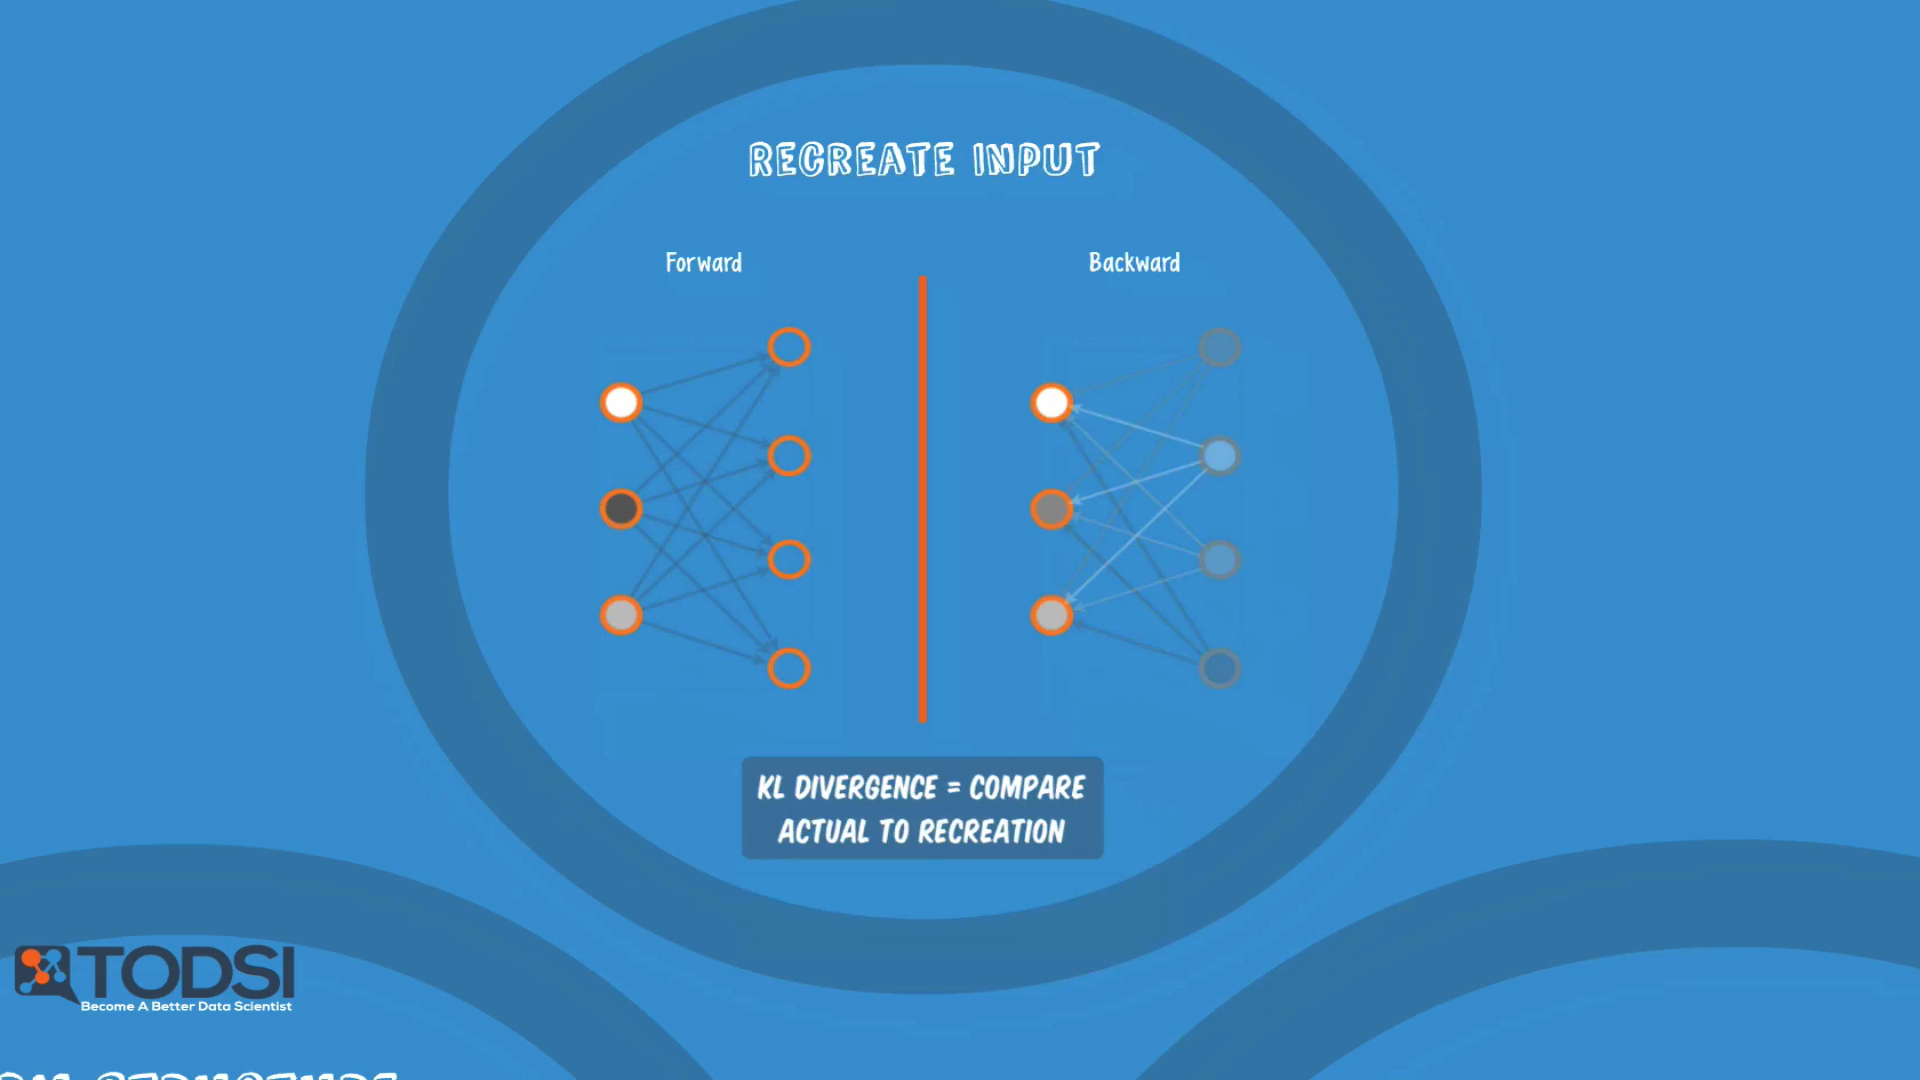 RECREATE INPUT
Forward
Backward
KL DIVERGENCE = COMPARE
ACTUAL TO RECREATION
TODSI
Become A Better Data Scientist